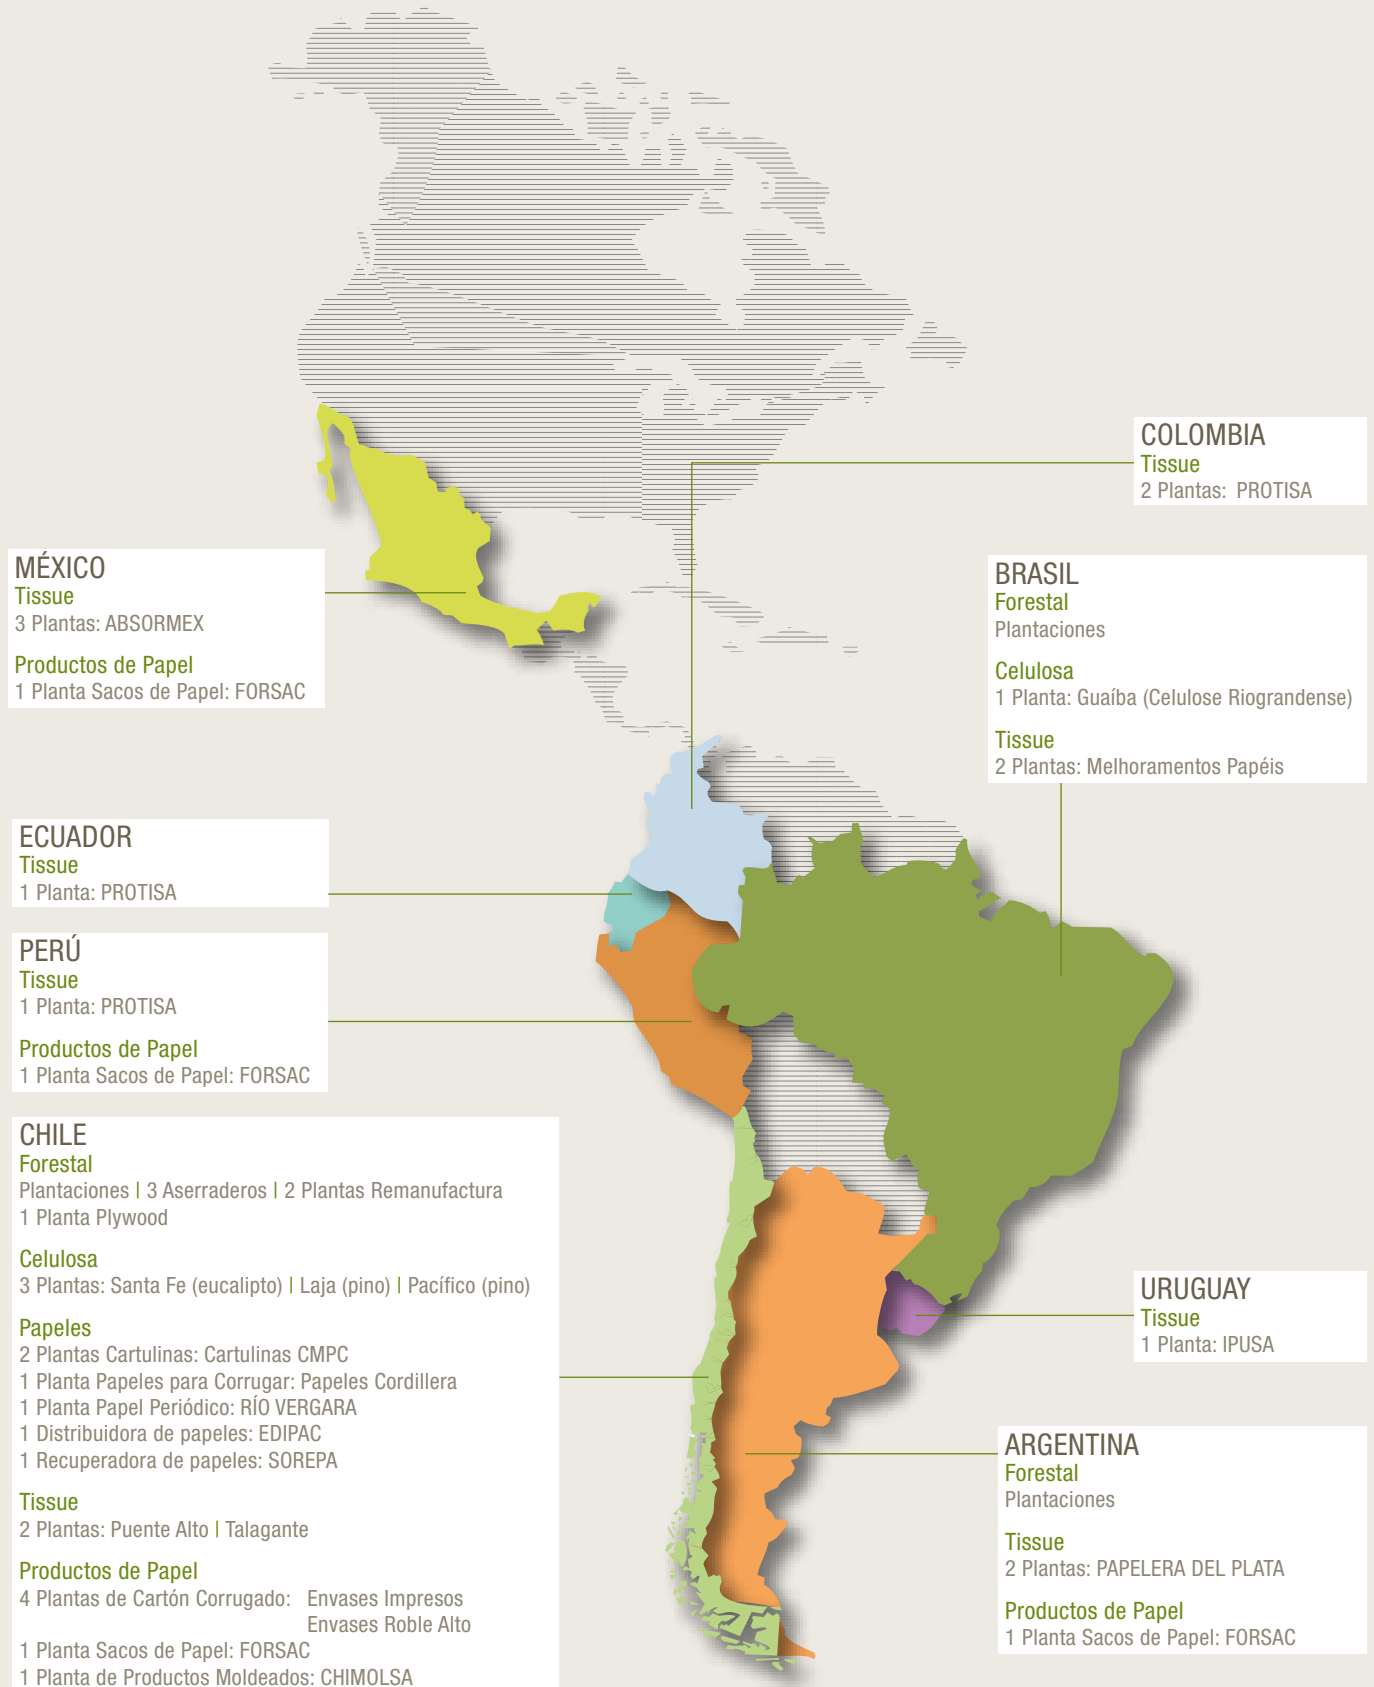 COLOMBIA
Tissue
2 Plantas: PROTISA
MÉXICO
Tissue
3 Plantas: ABSORMEX
Productos de Papel
1 Planta Sacos de Papel: FORSAC
BRASIL
Forestal
Plantaciones
Celulosa
1 Planta: Guaíba (Celulose Riograndense)
Tissue
2 Plantas: Melhoramentos Papéis
ECUADOR
Tissue
1 Planta: PROTISA
PERÚ
Tissue
1 Planta: PROTISA
Productos de Papel
1 Planta Sacos de Papel: FORSAC
CHILE
Forestal
Plantaciones | 3 Aserraderos | 2 Plantas Remanufactura
1 Planta Plywood
Celulosa
3 Plantas: Santa Fe (eucalipto) | Laja (pino) | Pacífico (pino)
Papeles
2 Plantas Cartulinas: Cartulinas CMPC
1 Planta Papeles para Corrugar: Papeles Cordillera
1 Planta Papel Periódico: RÍO VERGARA
1 Distribuidora de papeles: EDIPAC
1 Recuperadora de papeles: SOREPA
Tissue
2 Plantas: Puente Alto | Talagante
Productos de Papel
4 Plantas de Cartón Corrugado: Envases Impresos
Envases Roble Alto
1 Planta Sacos de Papel: FORSAC
1 Planta de Productos Moldeados: CHIMOLSA
URUGUAY
Tissue
1 Planta: IPUSA
ARGENTINA
Forestal
Plantaciones
Tissue
2 Plantas: PAPELERA DEL PLATA
Productos de Papel
1 Planta Sacos de Papel: FORSAC